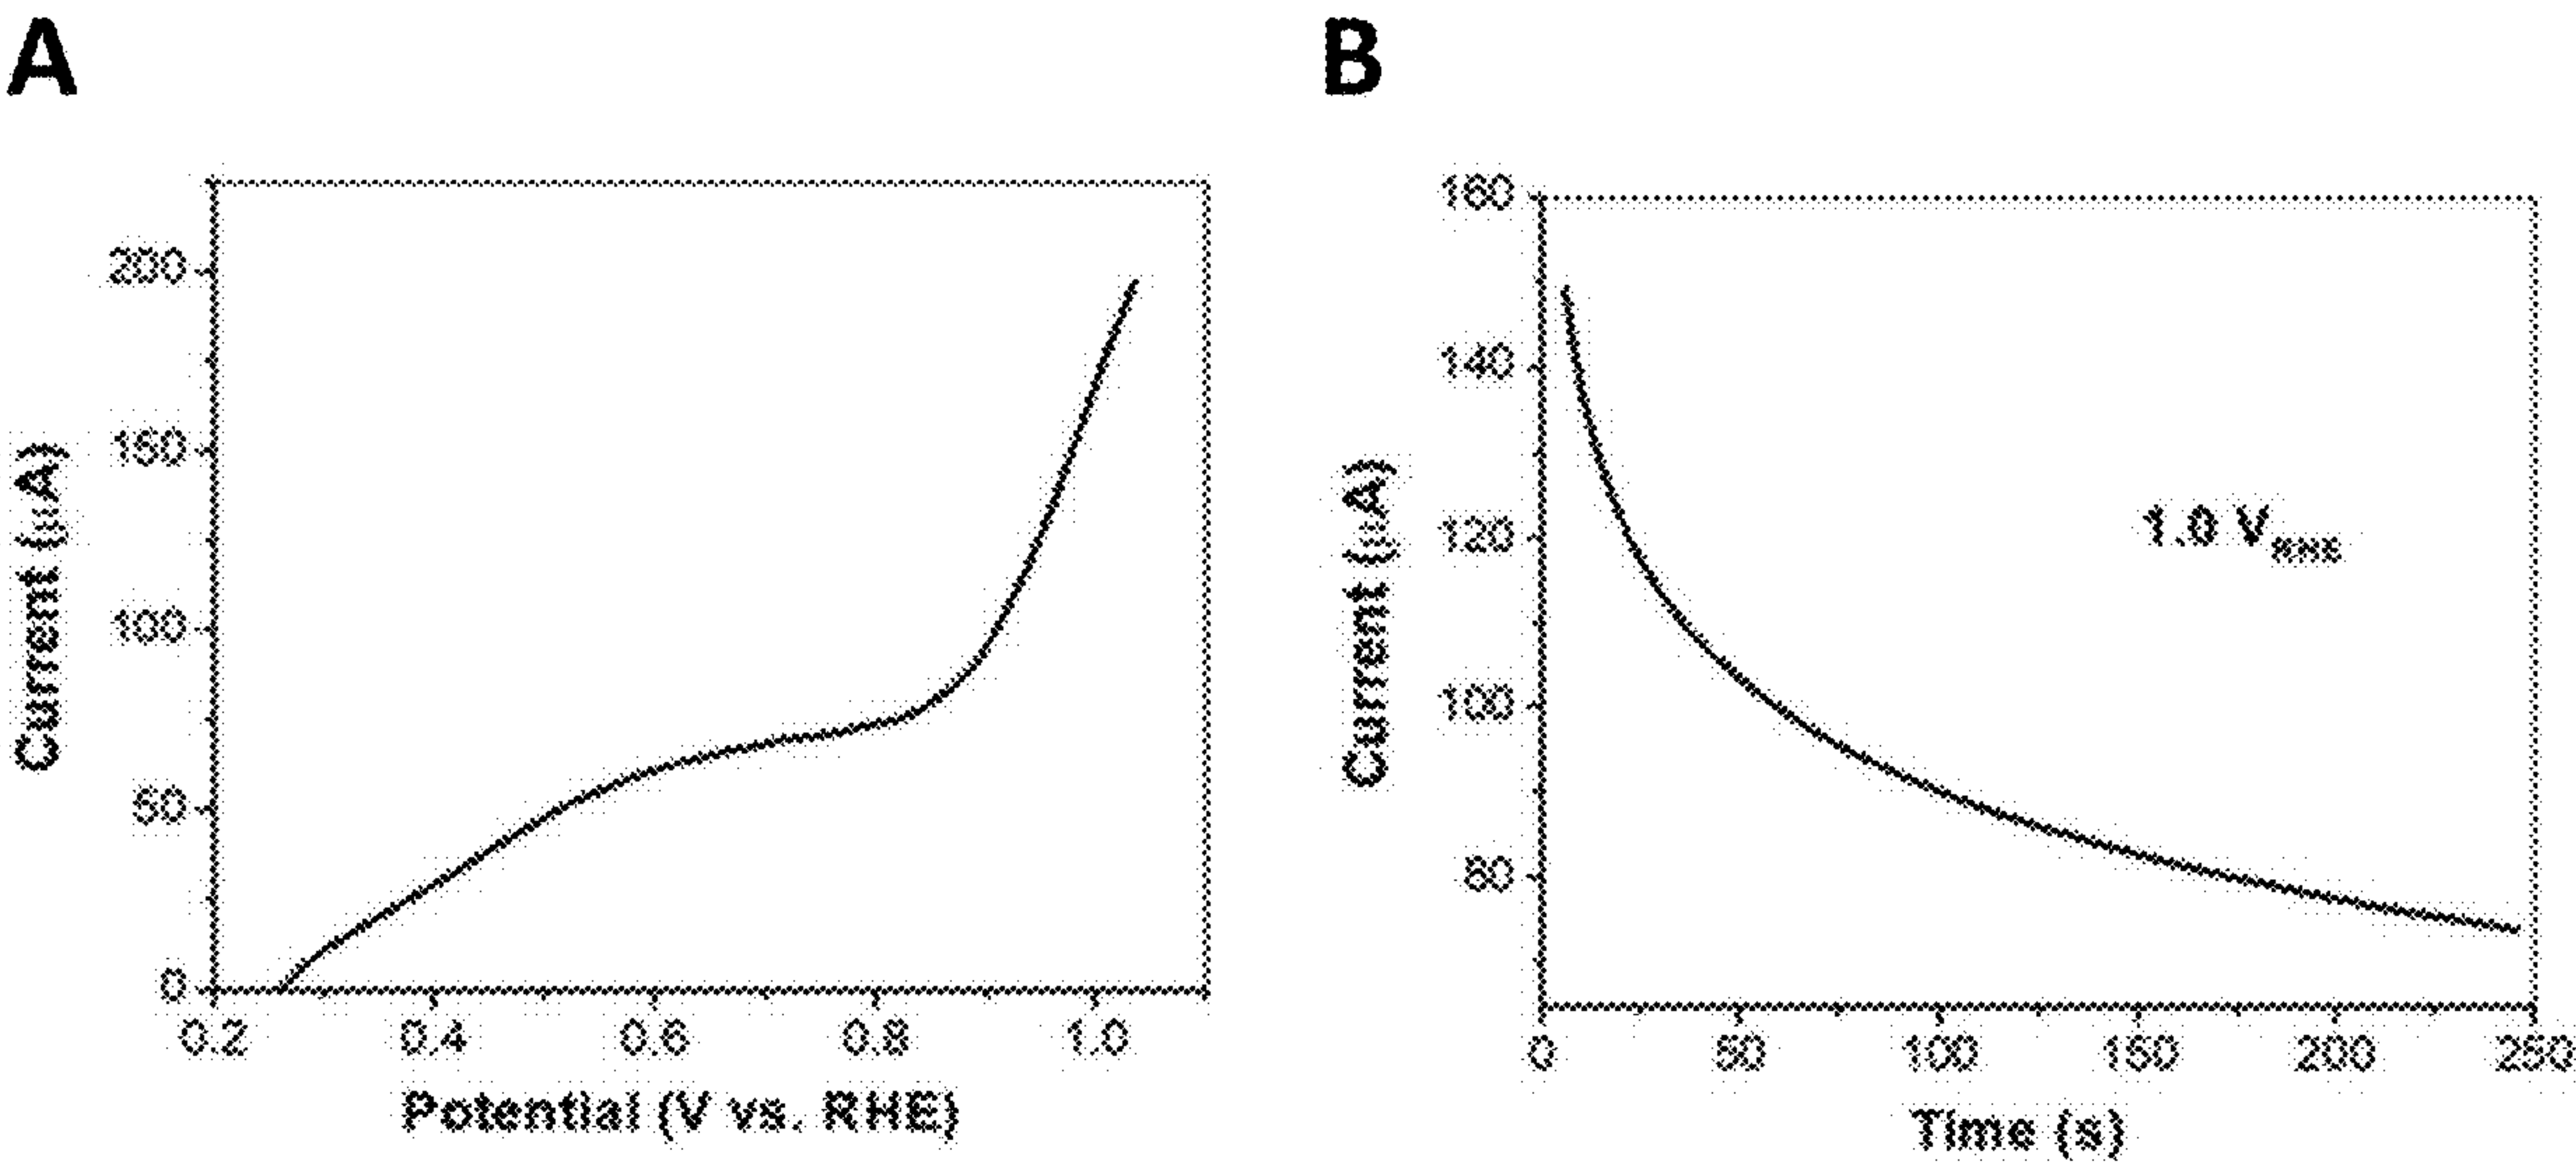 A
B
200
150
100
50
0
Current (μA)
0.2 0.4 0.6 0.8 1.0
Potential (V vs. RHE)
160
140
120
100
80
Current (μA)
1.0 V RHE
0 50 100 150 200 250
Time (s)